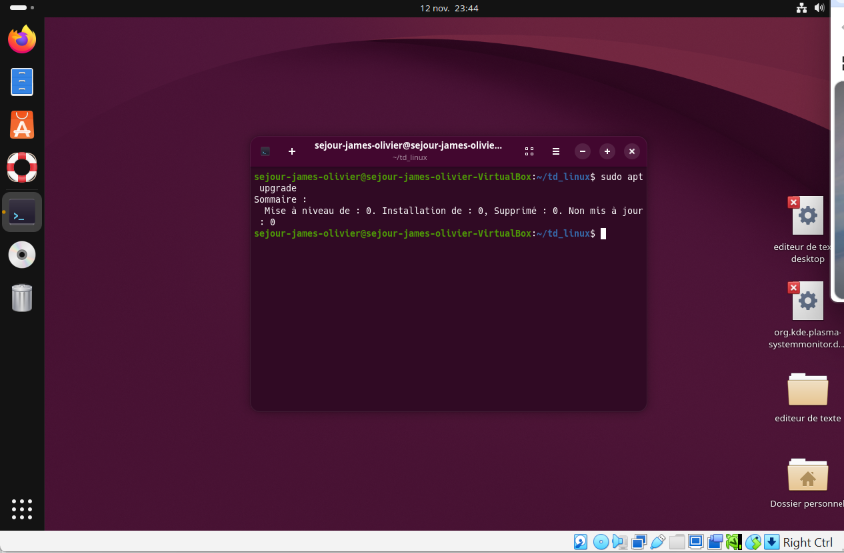 12 nov. 23:44
sejour-james-olivier@sejour-james-olivie...
~/td_linux
sejour-james-olivier@sejour-james-olivier-VirtualBox:~/td_linux$ sudo apt
upgrade
Sommaire :
Mise à niveau de : 0. Installation de : 0, Supprimé : 0. Non mis à jour
: 0
sejour-james-olivier@sejour-james-olivier-VirtualBox:~/td_linux$
editeur de tex
desktop
org.kde.plasma-
systemmonitor.d...
editeur de texte
Dossier personnel
Right Ctrl